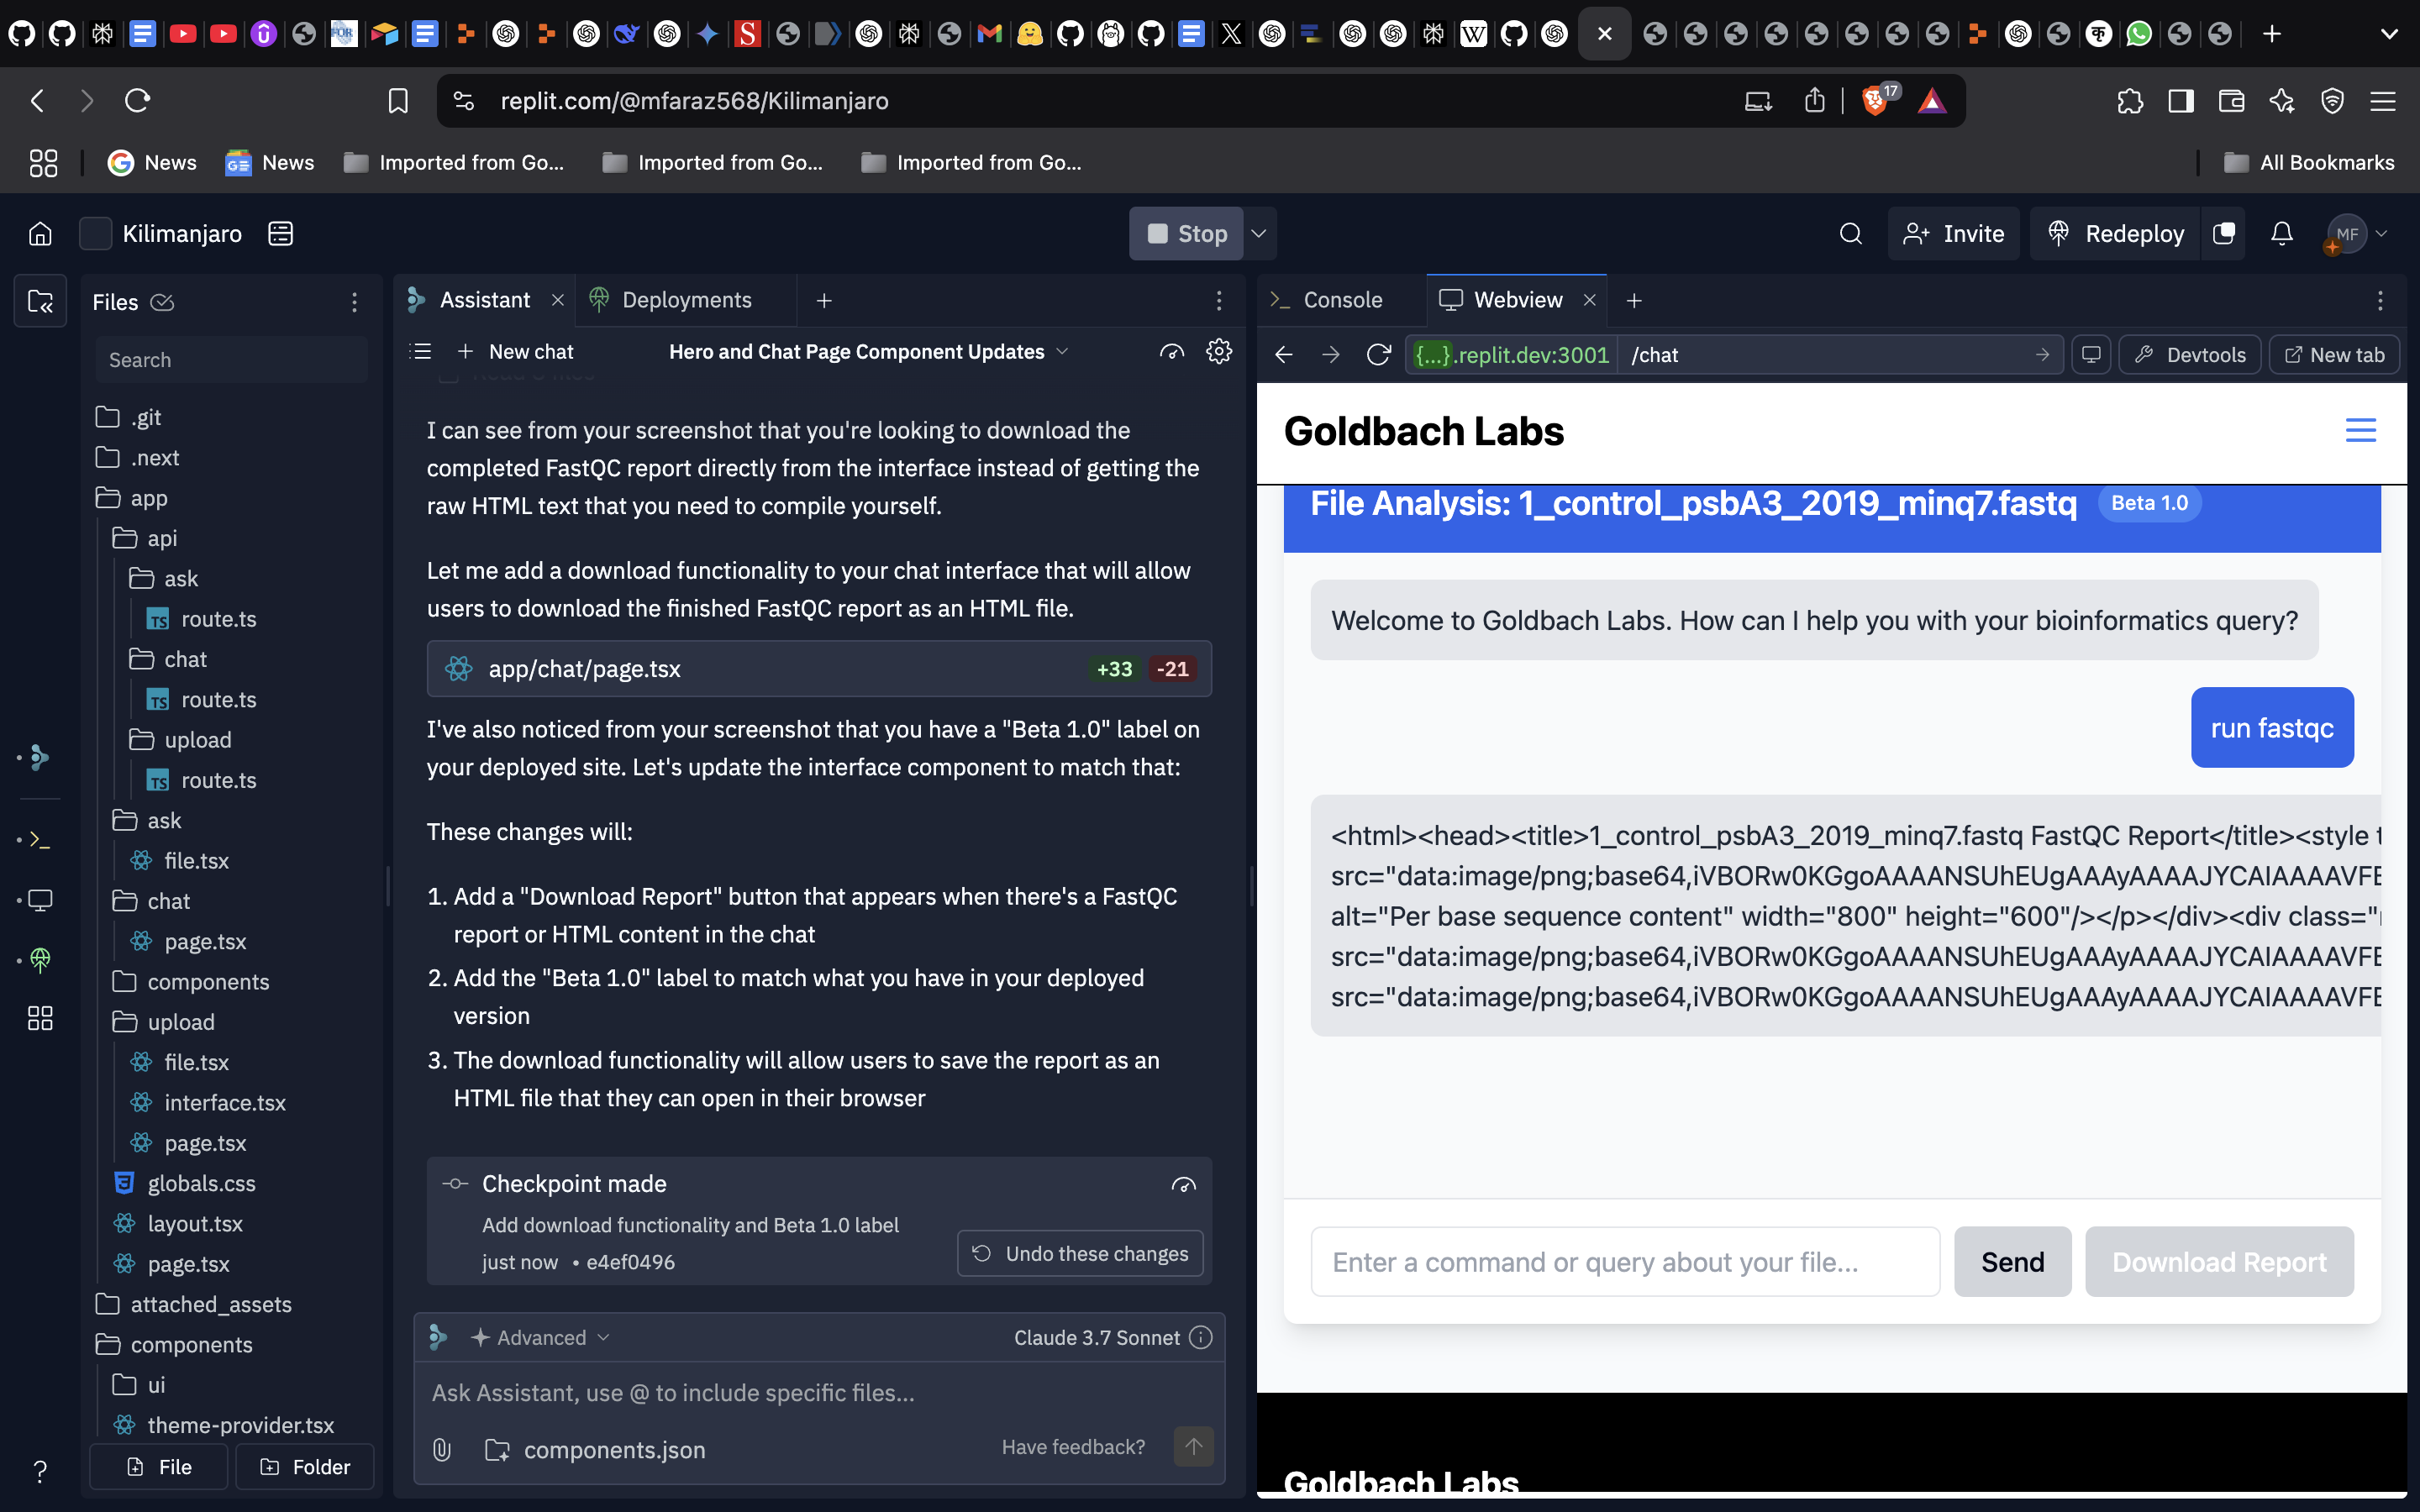 replit.com/@mfaraz568/Kilimanjaro
17
News
News
Imported from Go...
Imported from Go...
Imported from Go...
All Bookmarks
Kilimanjaro
Stop
Invite
Redeploy
MF
Files
Search
.git
.next
app
api
ask
TS route.ts
chat
TS route.ts
upload
TS route.ts
ask
file.tsx
chat
page.tsx
components
upload
file.tsx
interface.tsx
page.tsx
globals.css
layout.tsx
page.tsx
attached_assets
components
ui
theme-provider.tsx
File
Folder
Assistant
Deployments
New chat
Hero and Chat Page Component Updates
I can see from your screenshot that you're looking to download the
completed FastQC report directly from the interface instead of getting the
raw HTML text that you need to compile yourself.
Let me add a download functionality to your chat interface that will allow
users to download the finished FastQC report as an HTML file.
app/chat/page.tsx +33 -21
I've also noticed from your screenshot that you have a "Beta 1.0" label on
your deployed site. Let's update the interface component to match that:
These changes will:
1. Add a "Download Report" button that appears when there's a FastQC
report or HTML content in the chat
2. Add the "Beta 1.0" label to match what you have in your deployed
version
3. The download functionality will allow users to save the report as an
HTML file that they can open in their browser
Checkpoint made
Add download functionality and Beta 1.0 label
just now • e4ef0496
Undo these changes
Advanced
Claude 3.7 Sonnet
Ask Assistant, use @ to include specific files...
components.json
Have feedback?
Console
Webview
{...}.replit.dev:3001 /chat
Devtools
New tab
Goldbach Labs
File Analysis: 1_control_psbA3_2019_minq7.fastq Beta 1.0
Welcome to Goldbach Labs. How can I help you with your bioinformatics query?
run fastqc
<html><head><title>1_control_psbA3_2019_minq7.fastq FastQC Report</title><style t
src="data:image/png;base64,iVBORw0KGgoAAAANSUhEUgAAAyAAAAJYCAIAAAAVFE
alt="Per base sequence content" width="800" height="600"/></p></div><div class="
src="data:image/png;base64,iVBORw0KGgoAAAANSUhEUgAAAyAAAAJYCAIAAAAVFE
src="data:image/png;base64,iVBORw0KGgoAAAANSUhEUgAAAyAAAAJYCAIAAAAVFE
Enter a command or query about your file...
Send
Download Report
Goldbach Labs